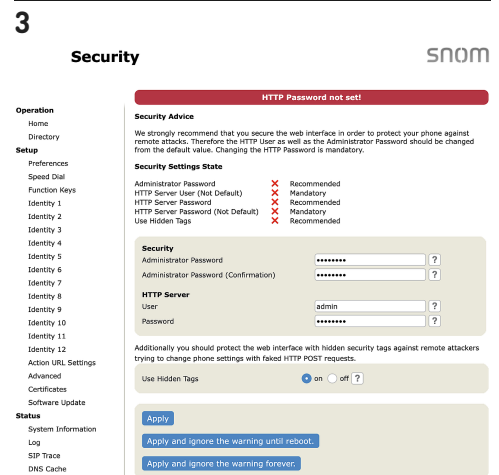 3
Security
snom
HTTP Password not set!
Operation
Home
Directory
Setup
Preferences
Speed Dial
Function Keys
Identity 1
Identity 2
Identity 3
Identity 4
Identity 5
Identity 6
Identity 7
Identity 8
Identity 9
Identity 10
Identity 11
Identity 12
Action URL Settings
Advanced
Certificates
Software Update
Status
System Information
Log
SIP Trace
DNS Cache
Security Advice
We strongly recommend that you secure the web interface in order to protect your phone against
remote attacks. Therefore the HTTP User as well as the Administrator Password should be changed
from the default value. Changing the HTTP Password is mandatory.
Security Settings State
Administrator Password ✗ Recommended
HTTP Server User (Not Default) ✗ Mandatory
HTTP Server Password ✗ Recommended
HTTP Server Password (Not Default) ✗ Mandatory
Use Hidden Tags ✗ Recommended
Security
Administrator Password •••••••• ?
Administrator Password (Confirmation) •••••••• ?
HTTP Server
User admin ?
Password •••••••• ?
Additionally you should protect the web interface with hidden security tags against remote attackers
trying to change phone settings with faked HTTP POST requests.
Use Hidden Tags on off ?
Apply
Apply and ignore the warning until reboot.
Apply and ignore the warning forever.